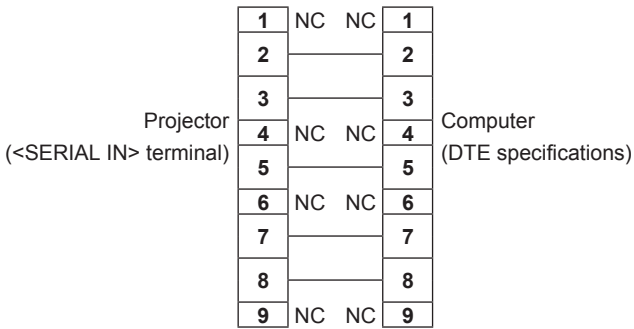 1 NC NC 1
2 2
3 3
Projector
(<SERIAL IN> terminal)
4 NC NC 4
Computer
(DTE specifications)
5 5
6 NC NC 6
7 7
8 8
9 NC NC 9